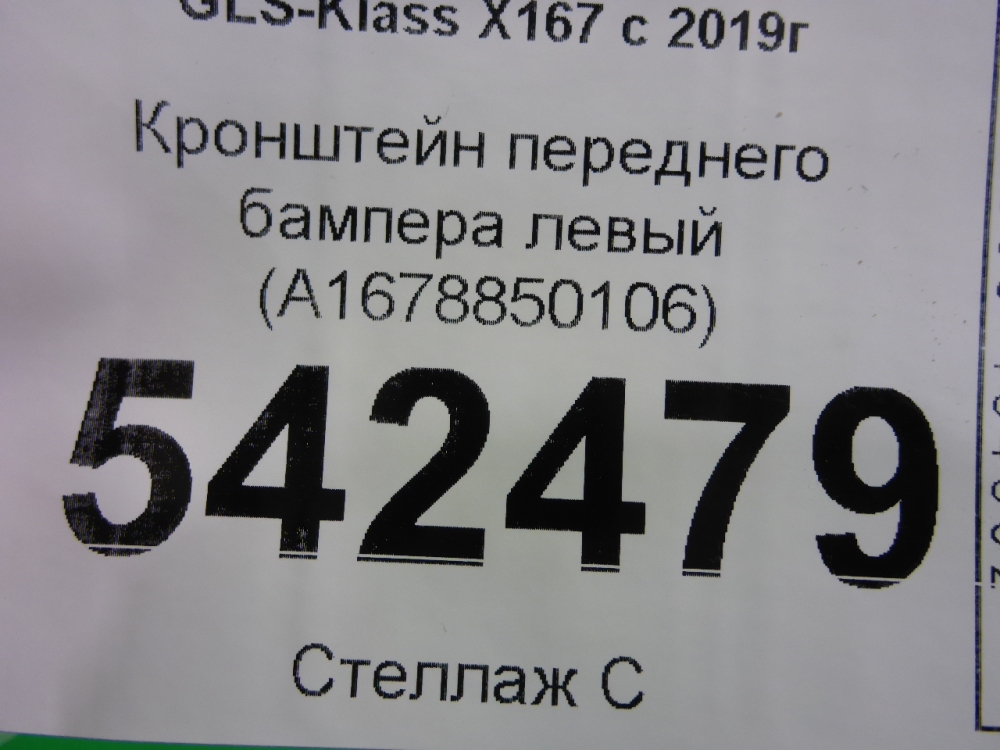 GLS-Klass X167 с 2019г
Кронштейн переднего
бампера левый
(A1678850106)
542479
Стеллаж С